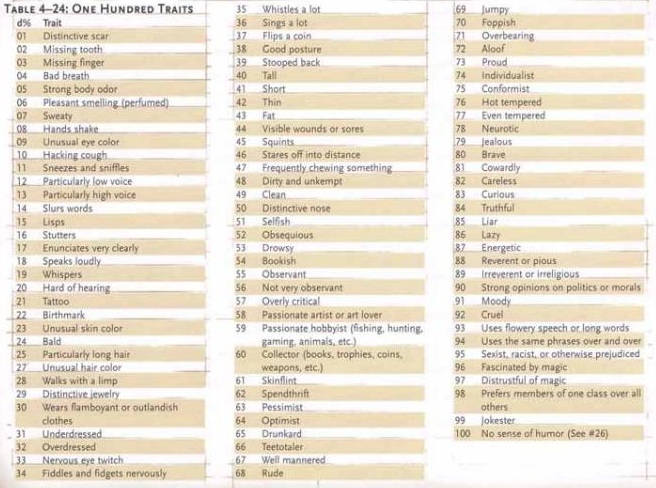 TABLE 4–24: ONE HUNDRED TRAITS
d% Trait
01 Distinctive scar
02 Missing tooth
03 Missing finger
04 Bad breath
05 Strong body odor
06 Pleasant smelling (perfumed)
07 Sweaty
08 Hands shake
09 Unusual eye color
10 Hacking cough
11 Sneezes and sniffles
12 Particularly low voice
13 Particularly high voice
14 Slurs words
15 Lisps
16 Stutters
17 Enunciates very clearly
18 Speaks loudly
19 Whispers
20 Hard of hearing
21 Tattoo
22 Birthmark
23 Unusual skin color
24 Bald
25 Particularly long hair
27 Unusual hair color
28 Walks with a limp
29 Distinctive jewelry
30 Wears flamboyant or outlandish
clothes
31 Underdressed
32 Overdressed
33 Nervous eye twitch
34 Fiddles and fidgets nervously
35 Whistles a lot
36 Sings a lot
37 Flips a coin
38 Good posture
39 Stooped back
40 Tall
41 Short
42 Thin
43 Fat
44 Visible wounds or sores
45 Squints
46 Stares off into distance
47 Frequently chewing something
48 Dirty and unkempt
49 Clean
50 Distinctive nose
51 Selfish
52 Obsequious
53 Drowsy
54 Bookish
55 Observant
56 Not very observant
57 Overly critical
58 Passionate artist or art lover
59 Passionate hobbyist (fishing, hunting,
gaming, animals, etc.)
60 Collector (books, trophies, coins,
weapons, etc.)
61 Skinflint
62 Spendthrift
63 Pessimist
64 Optimist
65 Drunkard
66 Teetotaler
67 Well mannered
68 Rude
69 Jumpy
70 Foppish
71 Overbearing
72 Aloof
73 Proud
74 Individualist
75 Conformist
76 Hot tempered
77 Even tempered
78 Neurotic
79 Jealous
80 Brave
81 Cowardly
82 Careless
83 Curious
84 Truthful
85 Liar
86 Lazy
87 Energetic
88 Reverent or pious
89 Irreverent or irreligious
90 Strong opinions on politics or morals
91 Moody
92 Cruel
93 Uses flowery speech or long words
94 Uses the same phrases over and over
95 Sexist, racist, or otherwise prejudiced
96 Fascinated by magic
97 Distrustful of magic
98 Prefers members of one class over all
others
99 Jokester
100 No sense of humor (See #26)